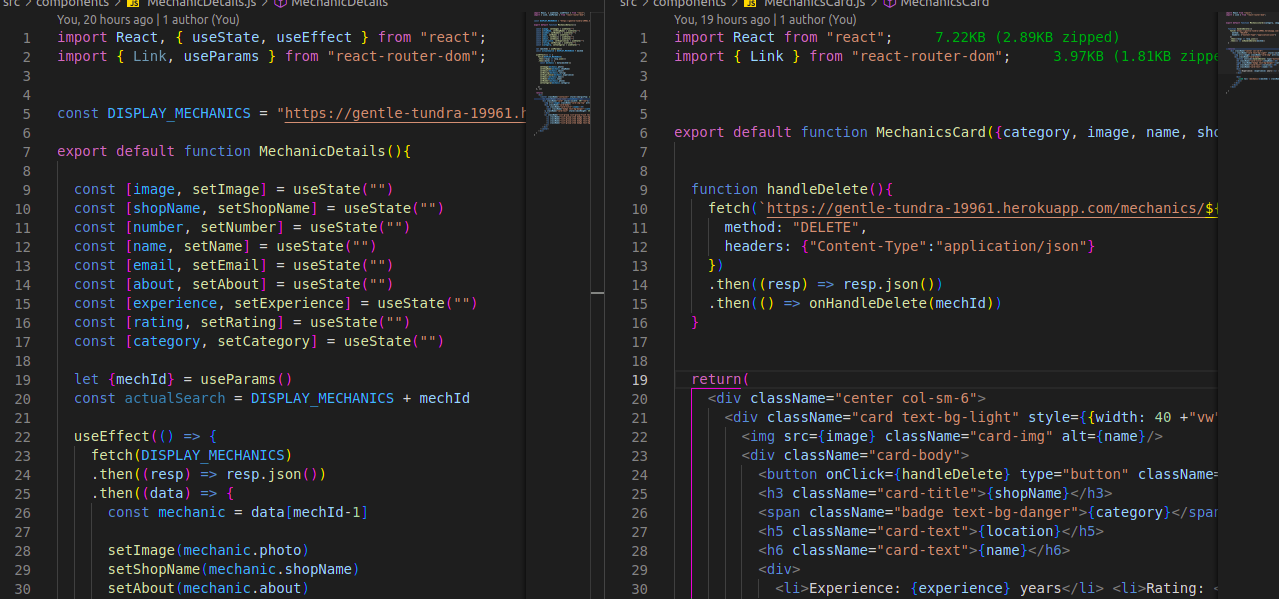 src > components > JS MechanicDetails.js > MechanicDetails
You, 20 hours ago | 1 author (You)
1 import React, { useState, useEffect } from "react";
2 import { Link, useParams } from "react-router-dom";
3
4
5 const DISPLAY_MECHANICS = "https://gentle-tundra-19961.h
6
7 export default function MechanicDetails(){
8
9 const [image, setImage] = useState("")
10 const [shopName, setShopName] = useState("")
11 const [number, setNumber] = useState("")
12 const [name, setName] = useState("")
13 const [email, setEmail] = useState("")
14 const [about, setAbout] = useState("")
15 const [experience, setExperience] = useState("")
16 const [rating, setRating] = useState("")
17 const [category, setCategory] = useState("")
18
19 let {mechId} = useParams()
20 const actualSearch = DISPLAY_MECHANICS + mechId
21
22 useEffect(() => {
23 fetch(DISPLAY_MECHANICS)
24 .then((resp) => resp.json())
25 .then((data) => {
26 const mechanic = data[mechId-1]
27
28 setImage(mechanic.photo)
29 setShopName(mechanic.shopName)
30 setAbout(mechanic.about)
src > components > JS MechanicsCard.js > MechanicsCard
You, 19 hours ago | 1 author (You)
1 import React from "react"; 7.22KB (2.89KB zipped)
2 import { Link } from "react-router-dom"; 3.97KB (1.81KB zippe
3
4
5
6 export default function MechanicsCard({category, image, name, sho
7
8
9 function handleDelete(){
10 fetch(`https://gentle-tundra-19961.herokuapp.com/mechanics/${
11 method: "DELETE",
12 headers: {"Content-Type":"application/json"}
13 })
14 .then((resp) => resp.json())
15 .then(() => onHandleDelete(mechId))
16 }
17
18
19 return(
20 <div className="center col-sm-6">
21 <div className="card text-bg-light" style={{width: 40 +"vw"
22 <img src={image} className="card-img" alt={name}/>
23 <div className="card-body">
24 <button onClick={handleDelete} type="button" className=
25 <h3 className="card-title">{shopName}</h3>
26 <span className="badge text-bg-danger">{category}</span
27 <h5 className="card-text">{location}</h5>
28 <h6 className="card-text">{name}</h6>
29 <div>
30 <li>Experience: {experience} years</li> <li>Rating: <